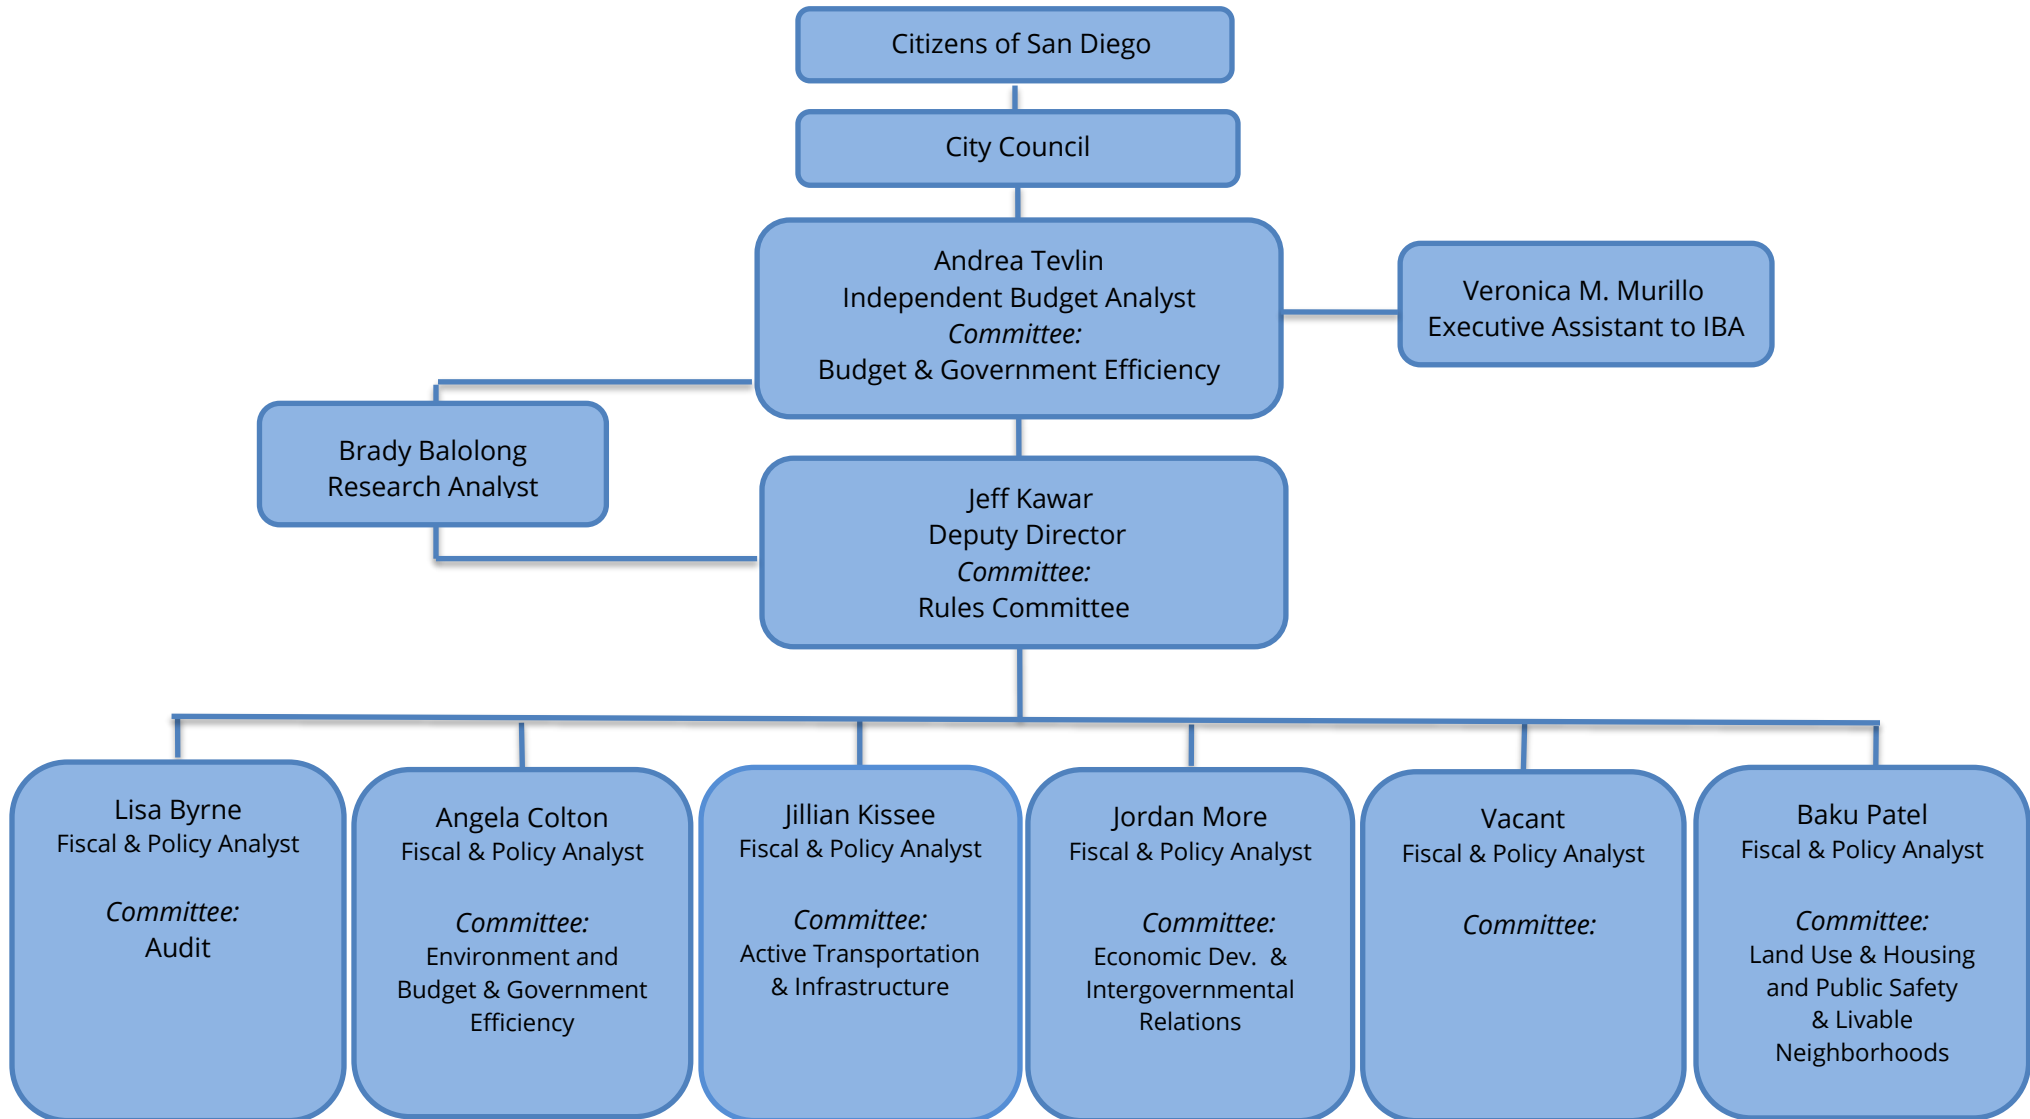 Citizens of San Diego
City Council
Andrea Tevlin
Independent Budget Analyst
Committee:
Budget & Government Efficiency
Veronica M. Murillo
Executive Assistant to IBA
Brady Balolong
Research Analyst
Jeff Kawar
Deputy Director
Committee:
Rules Committee
Lisa Byrne
Fiscal & Policy Analyst
Committee:
Audit
Angela Colton
Fiscal & Policy Analyst
Committee:
Environment and
Budget & Government
Efficiency
Jillian Kissee
Fiscal & Policy Analyst
Committee:
Active Transportation
& Infrastructure
Jordan More
Fiscal & Policy Analyst
Committee:
Economic Dev. &
Intergovernmental
Relations
Vacant
Fiscal & Policy Analyst
Committee:
Baku Patel
Fiscal & Policy Analyst
Committee:
Land Use & Housing
and Public Safety
& Livable
Neighborhoods